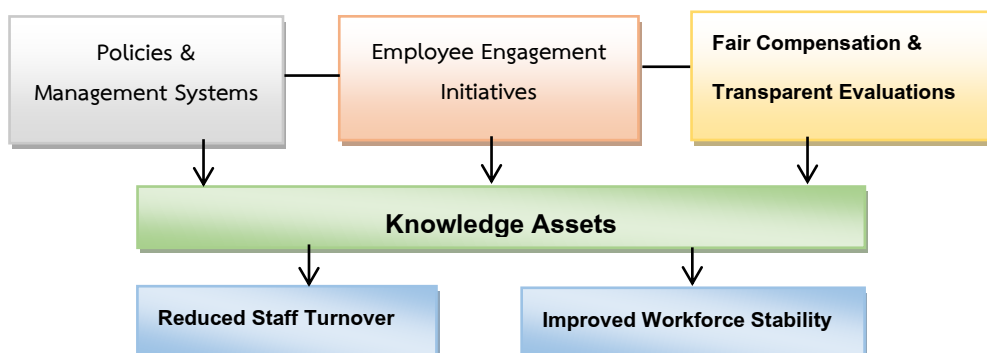 Policies &
Management Systems
Employee Engagement
Initiatives
Fair Compensation &
Transparent Evaluations
Knowledge Assets
Reduced Staff Turnover
Improved Workforce Stability